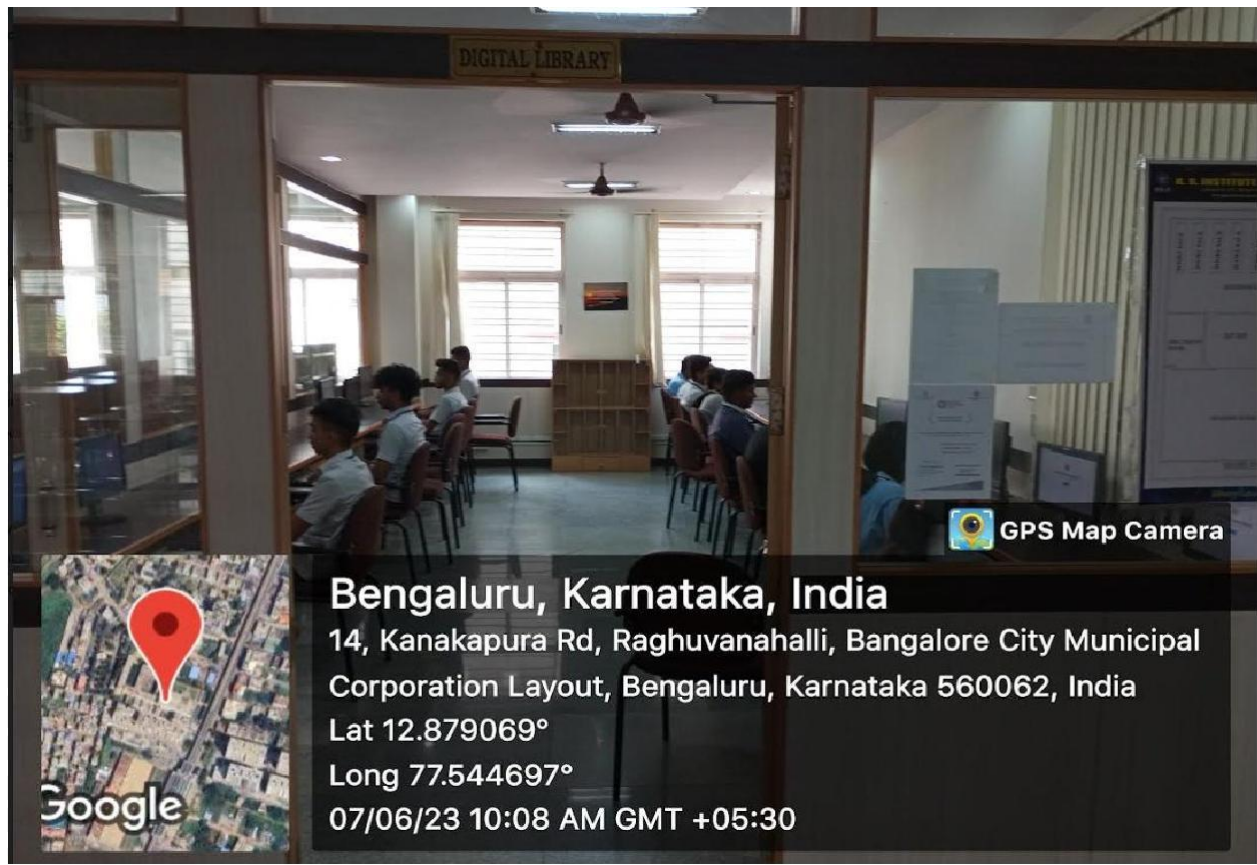 DIGITAL LIBRARY
K. S. INSTITUTE
GPS Map Camera
Bengaluru, Karnataka, India
14, Kanakapura Rd, Raghuvanahalli, Bangalore City Municipal
Corporation Layout, Bengaluru, Karnataka 560062, India
Lat 12.879069°
Long 77.544697°
07/06/23 10:08 AM GMT +05:30
Google